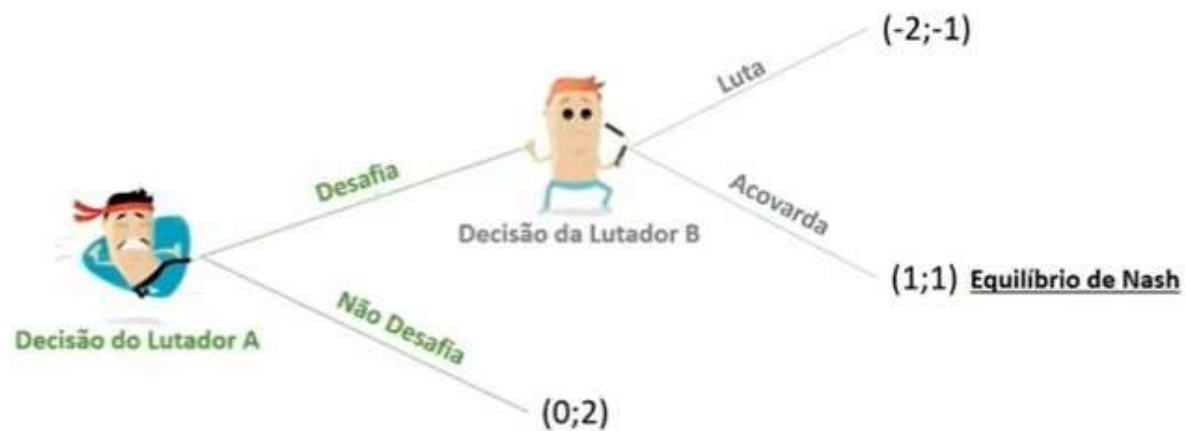 (-2;-1)
Luta
Desafia
Acovarda
Decisão da Lutador B
(1;1) Equilíbrio de Nash
Não Desafia
Decisão do Lutador A
(0;2)